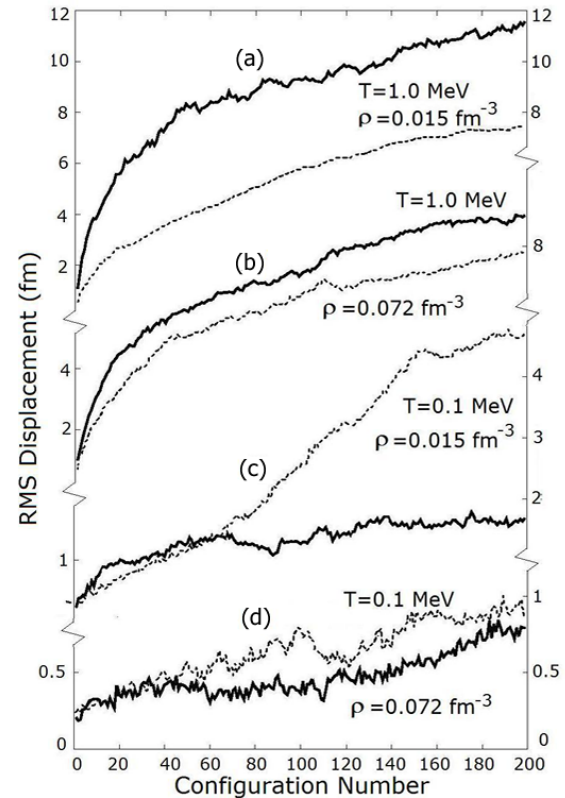 12
12
(a)
10
10
T=1.0 MeV
8
8
ρ=0.015 fm⁻³
6
4
T=1.0 MeV
2
(b)
8
ρ=0.072 fm⁻³
4
4
T=0.1 MeV
ρ=0.015 fm⁻³
2
3
(c)
2
1
(d)
T=0.1 MeV
1
0.5
0.5
ρ=0.072 fm⁻³
0
0
0 20 40 60 80 100 120 140 160 180 200
Configuration Number
RMS Displacement (fm)